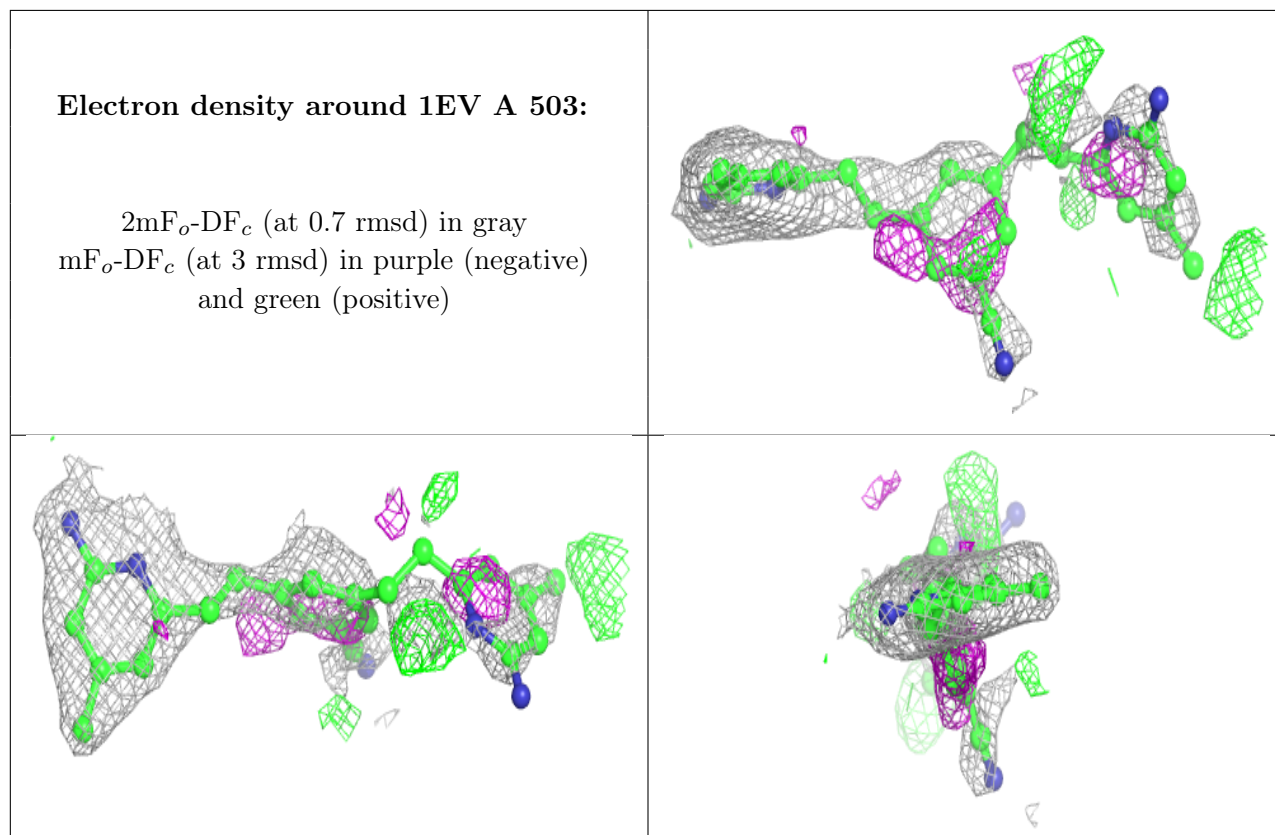 Electron density around 1EV A 503:
2mFo-DFc (at 0.7 rmsd) in gray
mFo-DFc (at 3 rmsd) in purple (negative)
and green (positive)